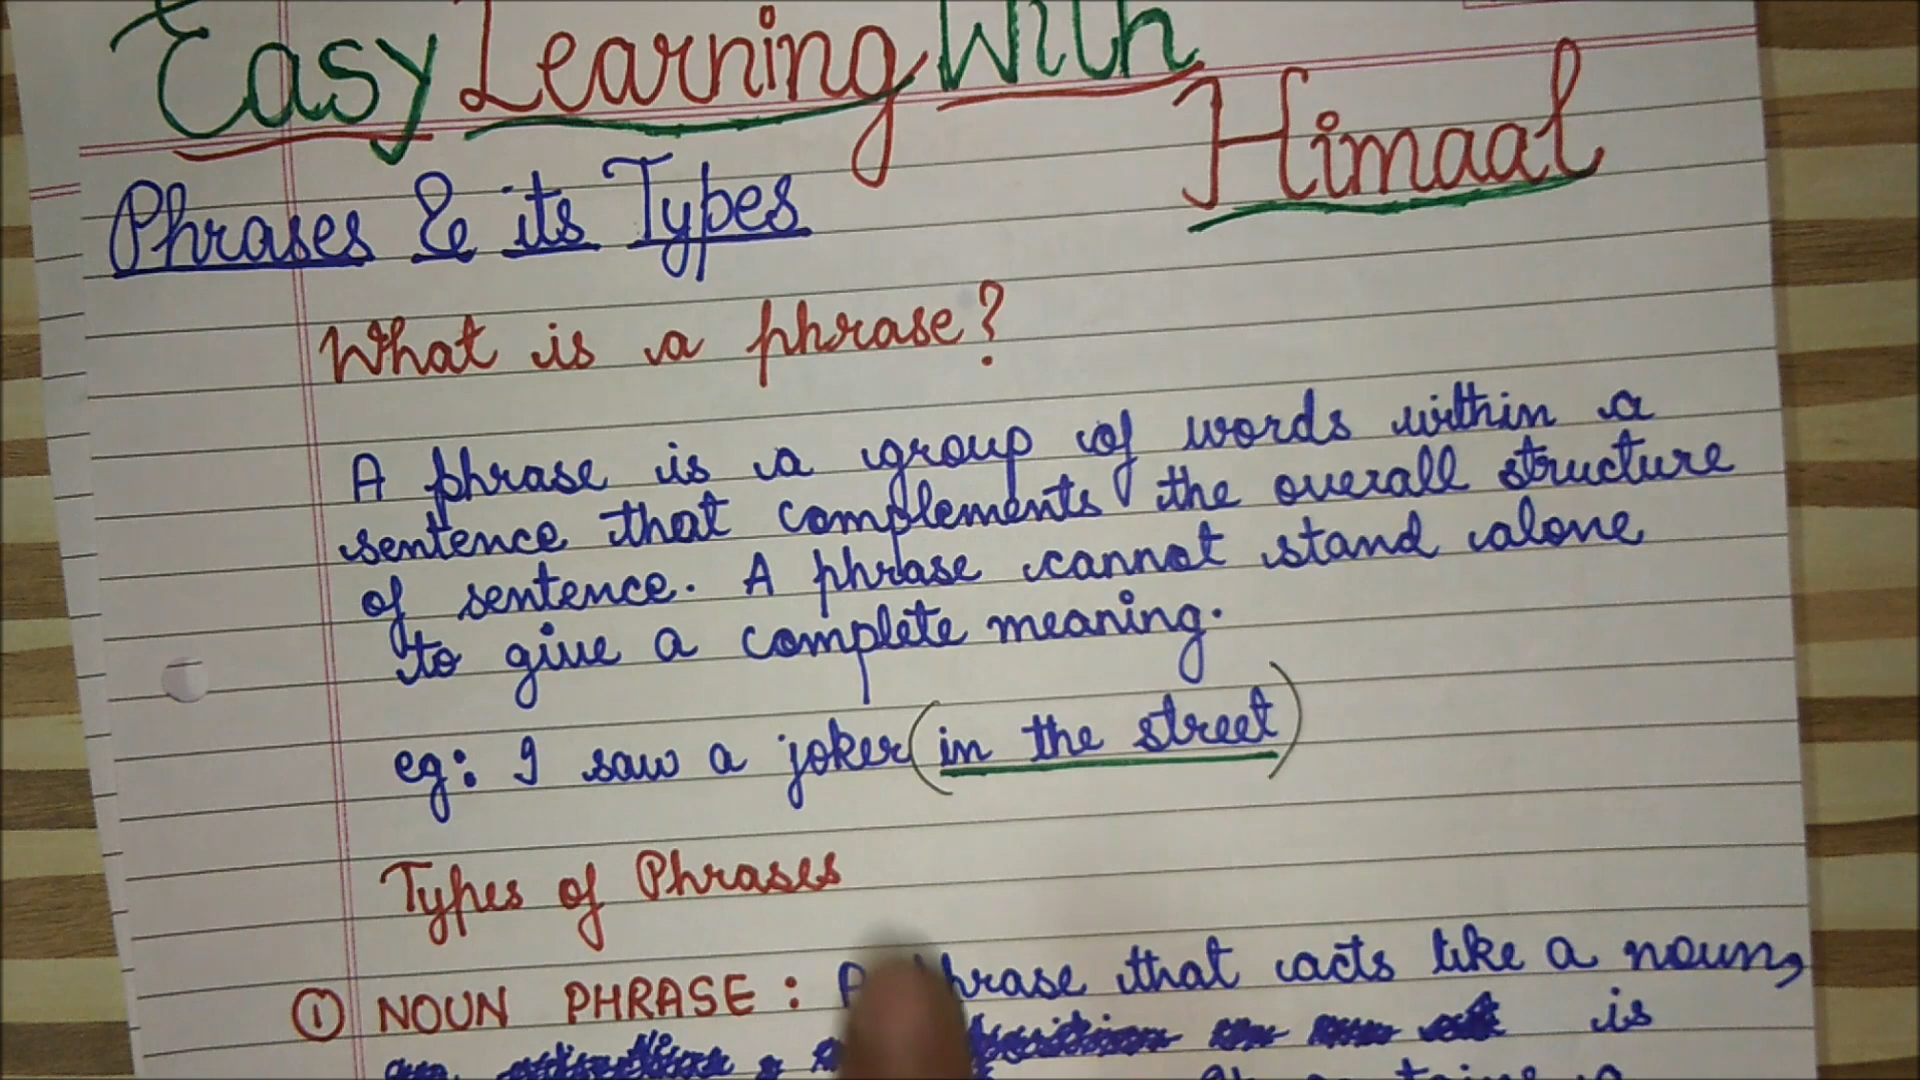 Easy Learning With
Himaal
Phrases & its Types
What is a phrase?
A phrase is a group of words within a
sentence that complements the overall structure
of sentence. A phrase cannot stand alone
to give a complete meaning.
eg: I saw a joker (in the street)
Types of Phrases
① NOUN PHRASE: A phrase that acts like a noun,
is